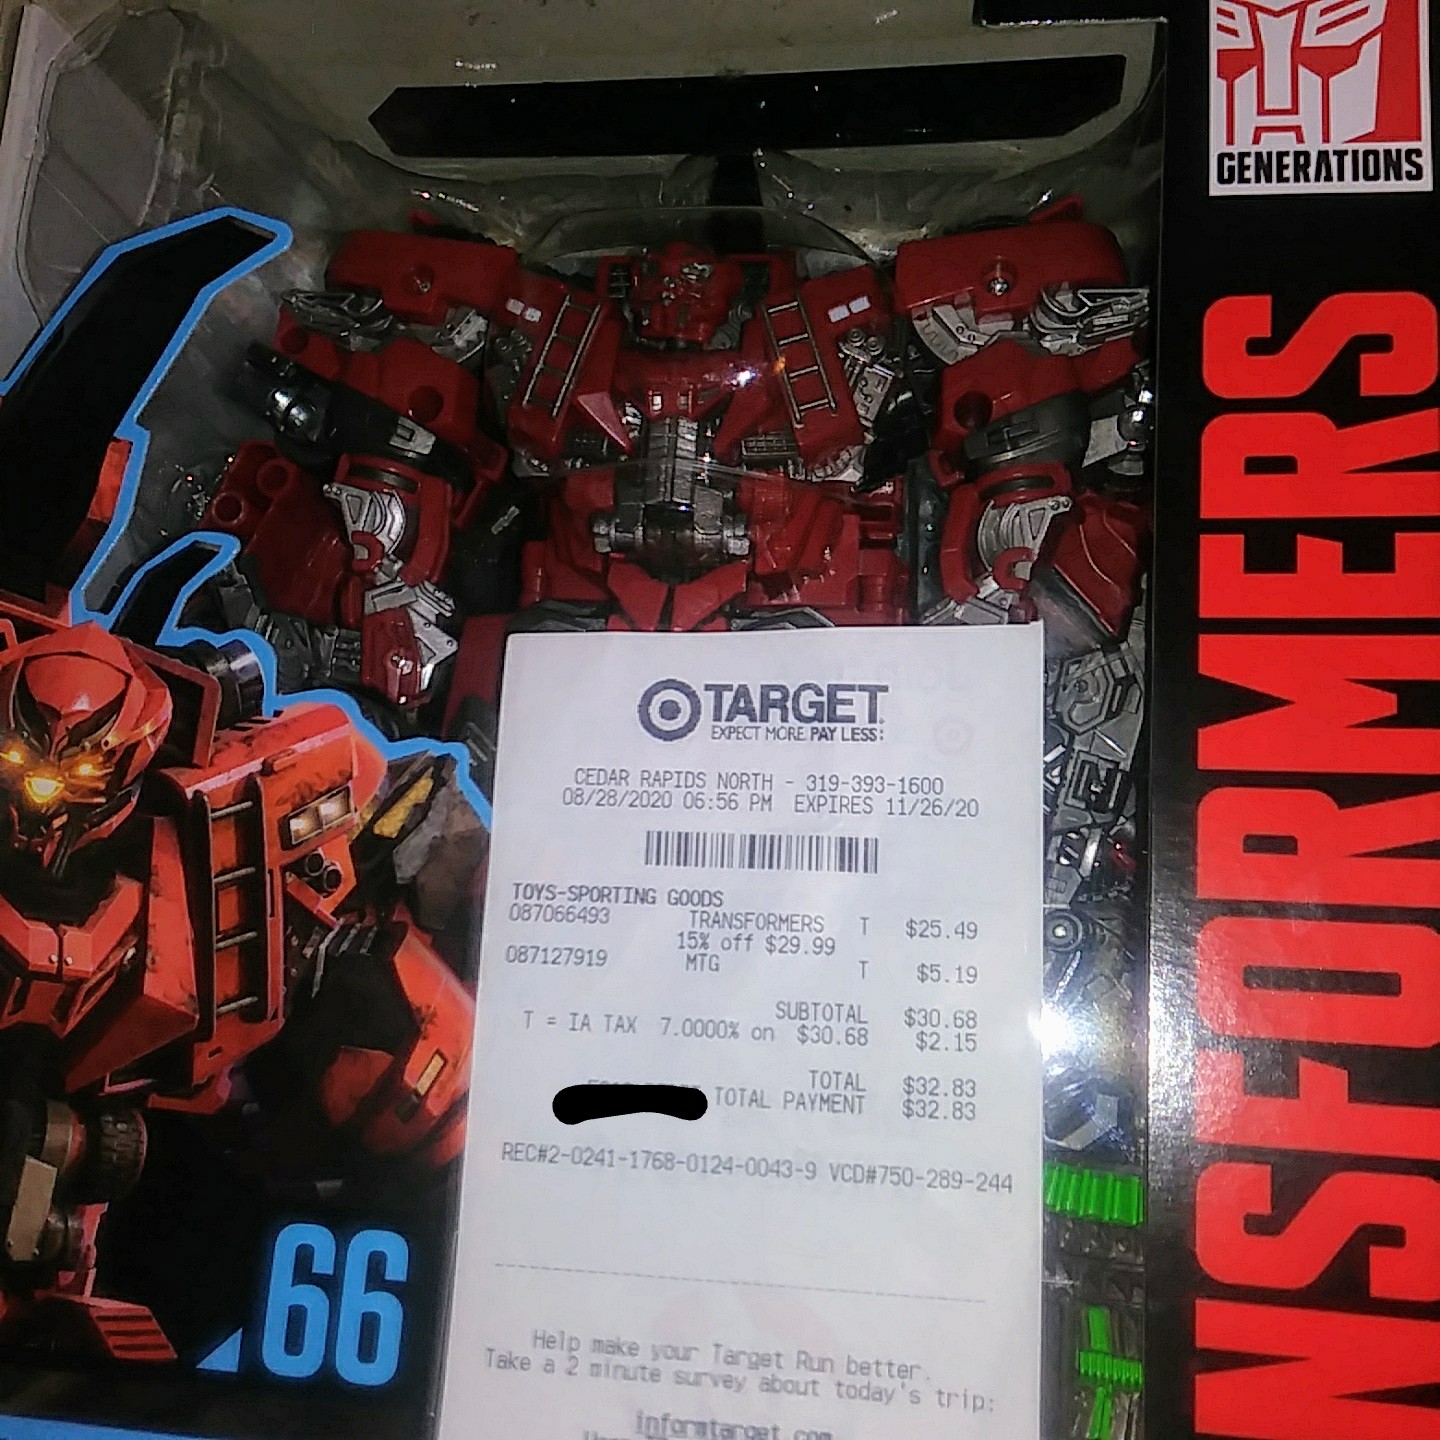 GENERATIONS
TRANSFORMERS
66
TARGET
EXPECT MORE PAY LESS:
CEDAR RAPIDS NORTH - 319-393-1600
08/28/2020 06:56 PM EXPIRES 11/26/20
TOYS-SPORTING GOODS
087066493 TRANSFORMERS T $25.49
15% off $29.99
087127919 MTG T $5.19
SUBTOTAL $30.68
T = IA TAX 7.0000% on $30.68 $2.15
TOTAL $32.83
TOTAL PAYMENT $32.83
REC#2-0241-1768-0124-0043-9 VCD#750-289-244
Help make your Target Run better.
Take a 2 minute survey about today's trip:
informtarget.com